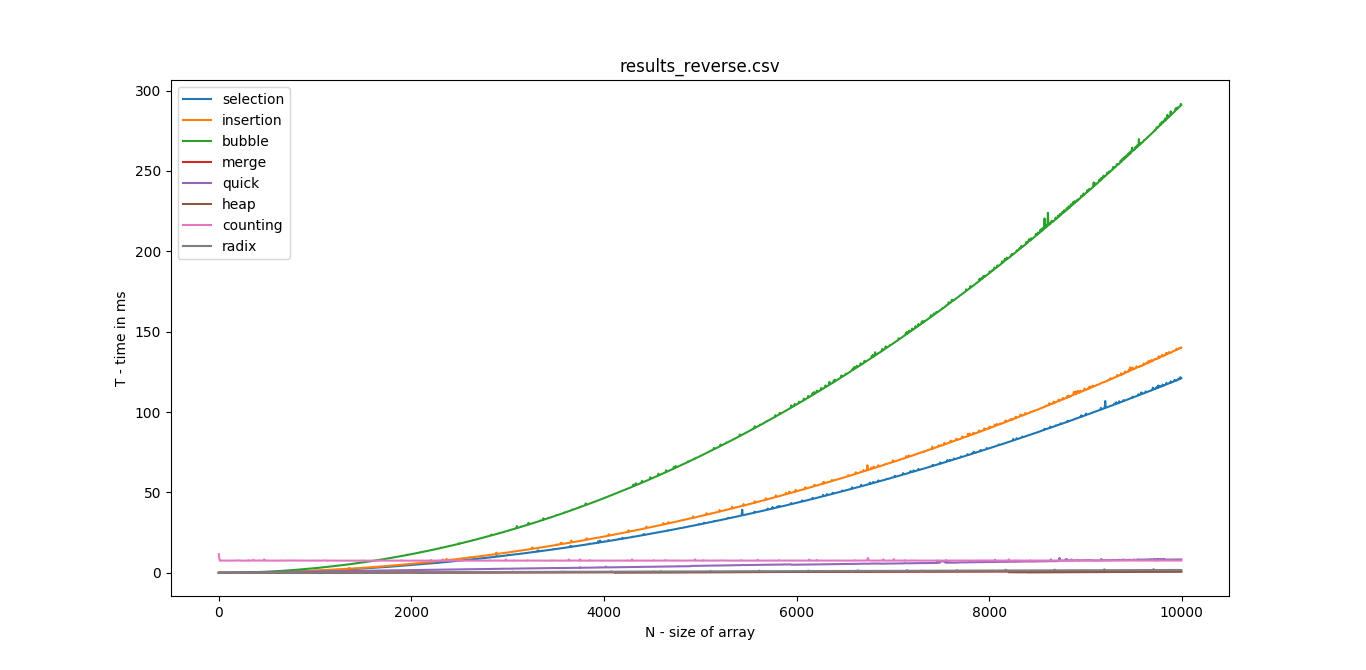 results_reverse.csv
selection
insertion
bubble
merge
quick
heap
counting
radix
300
250
200
150
100
50
0
T - time in ms
0 2000 4000 6000 8000 10000
N - size of array